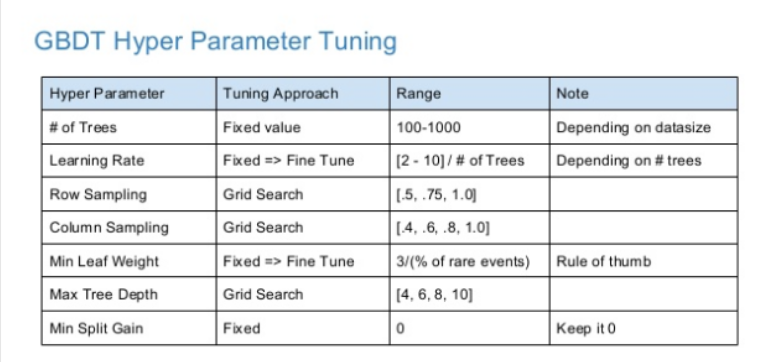 GBDT Hyper Parameter Tuning
Hyper Parameter Tuning Approach Range Note
# of Trees Fixed value 100-1000 Depending on datasize
Learning Rate Fixed => Fine Tune [2 - 10] / # of Trees Depending on # trees
Row Sampling Grid Search [.5, .75, 1.0]
Column Sampling Grid Search [.4, .6, .8, 1.0]
Min Leaf Weight Fixed => Fine Tune 3/(% of rare events) Rule of thumb
Max Tree Depth Grid Search [4, 6, 8, 10]
Min Split Gain Fixed 0 Keep it 0